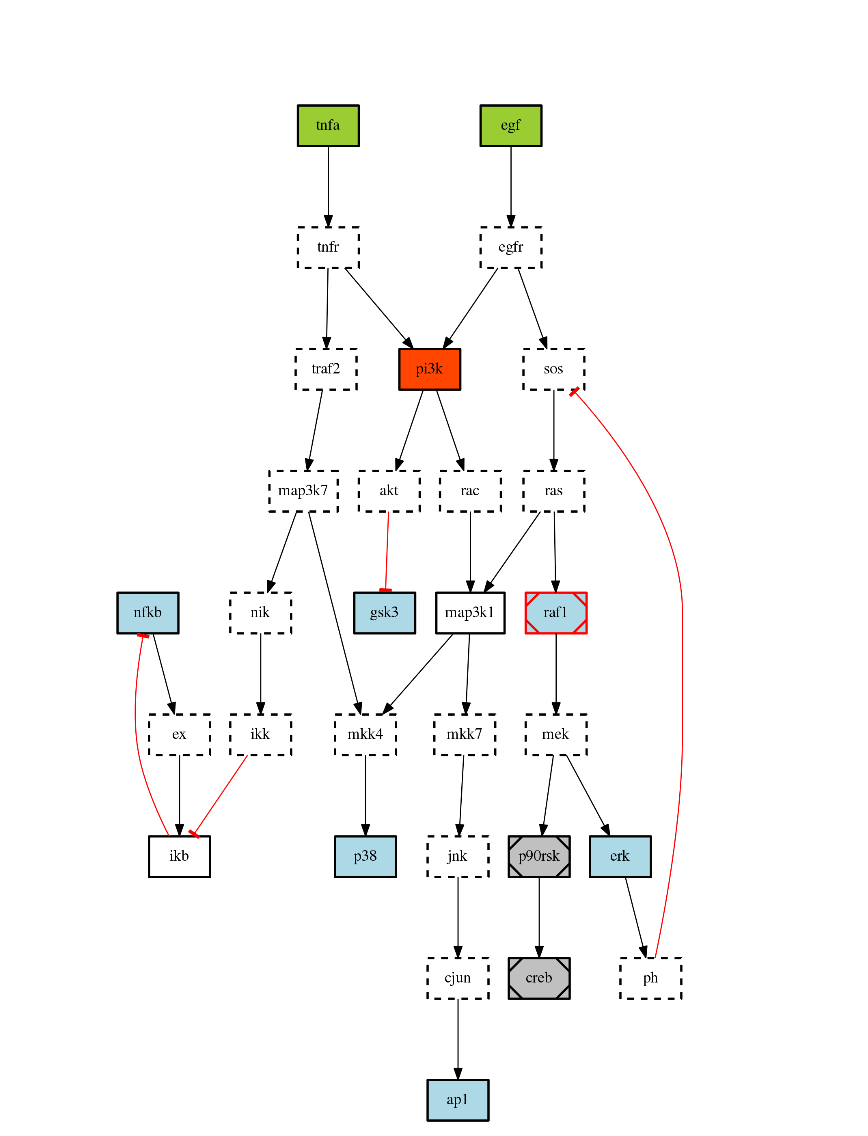 tnfa
egf
tnfr
egfr
traf2
pi3k
sos
map3k7
akt
rac
ras
nfkb
nik
gsk3
map3k1
raf1
ex
ikk
mkk4
mkk7
mek
ikb
p38
jnk
p90rsk
erk
cjun
creb
ph
ap1